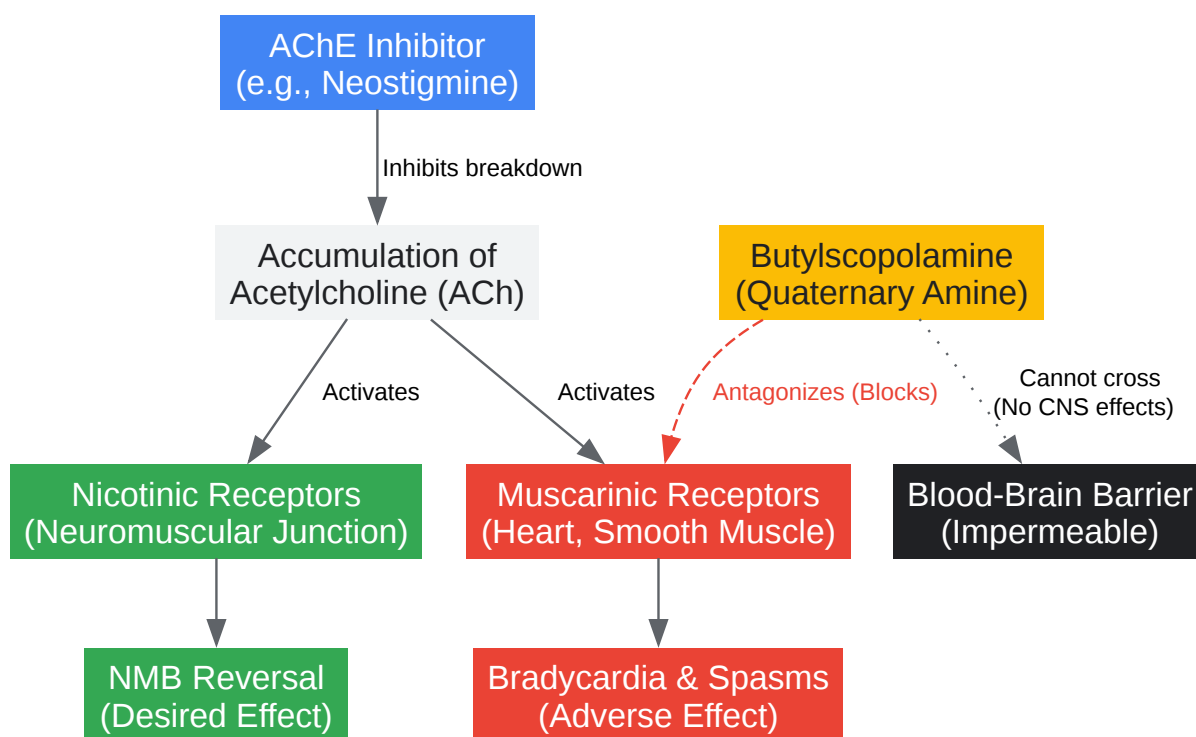 AChE Inhibitor
(e.g., Neostigmine)
Inhibits breakdown
Accumulation of
Acetylcholine (ACh)
Butylscopolamine
(Quaternary Amine)
Activates
Activates
Antagonizes (Blocks)
Cannot cross
(No CNS effects)
Nicotinic Receptors
(Neuromuscular Junction)
Muscarinic Receptors
(Heart, Smooth Muscle)
Blood-Brain Barrier
(Impermeable)
NMB Reversal
(Desired Effect)
Bradycardia & Spasms
(Adverse Effect)